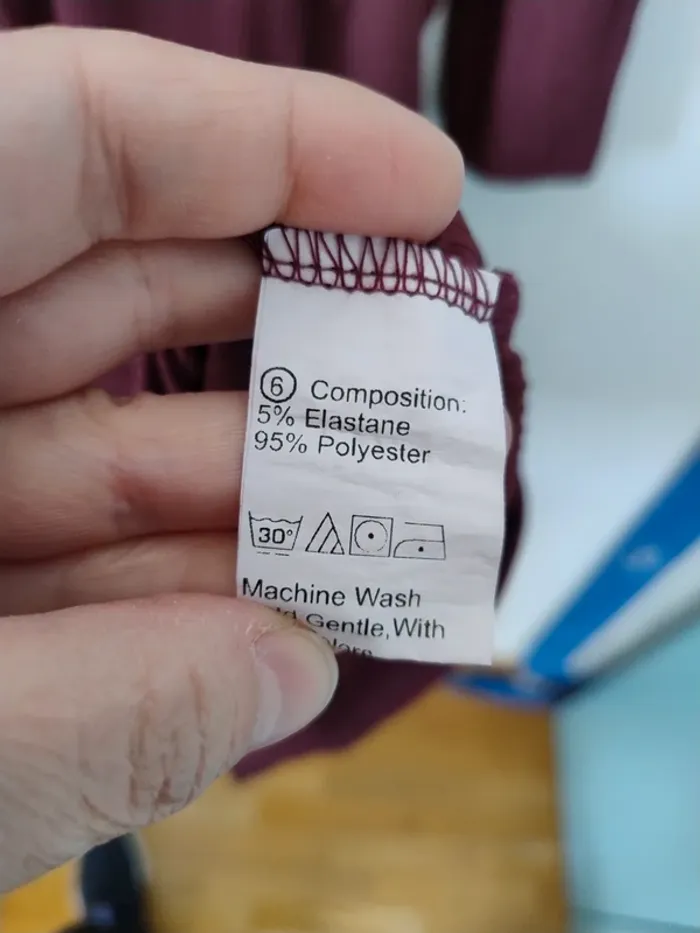 6 Composition:
5% Elastane
95% Polyester
30°
Machine Wash
Gentle, With